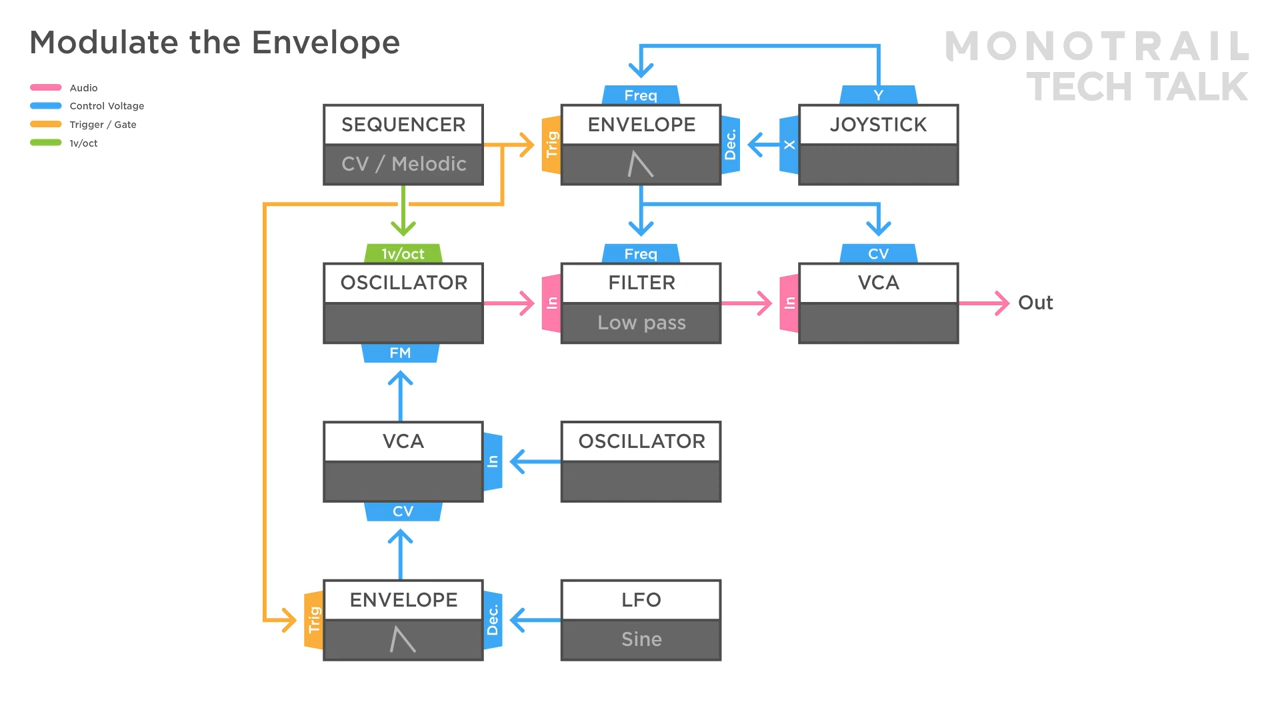 Modulate the Envelope
MONOTRAIL
TECH TALK
Audio
Control Voltage
Trigger / Gate
1v/oct
Freq
Y
SEQUENCER
CV / Melodic
Trig
ENVELOPE
Dec.
X
JOYSTICK
1v/oct
Freq
CV
OSCILLATOR
In
FILTER
Low pass
In
VCA
Out
FM
VCA
In
OSCILLATOR
CV
Trig
ENVELOPE
Dec.
LFO
Sine